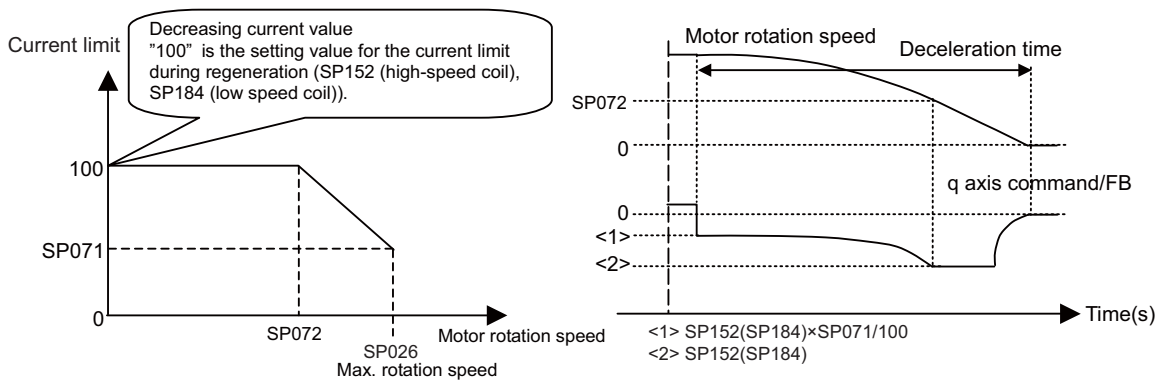 Current limit
Decreasing current value
”100” is the setting value for the current limit
during regeneration (SP152 (high-speed coil),
SP184 (low speed coil)).
100
SP071
0
SP072
Motor rotation speed
SP026
Max. rotation speed
Motor rotation speed
Deceleration time
SP072
0
q axis command/FB
0
<1>
<2>
Time(s)
<1> SP152(SP184)×SP071/100
<2> SP152(SP184)